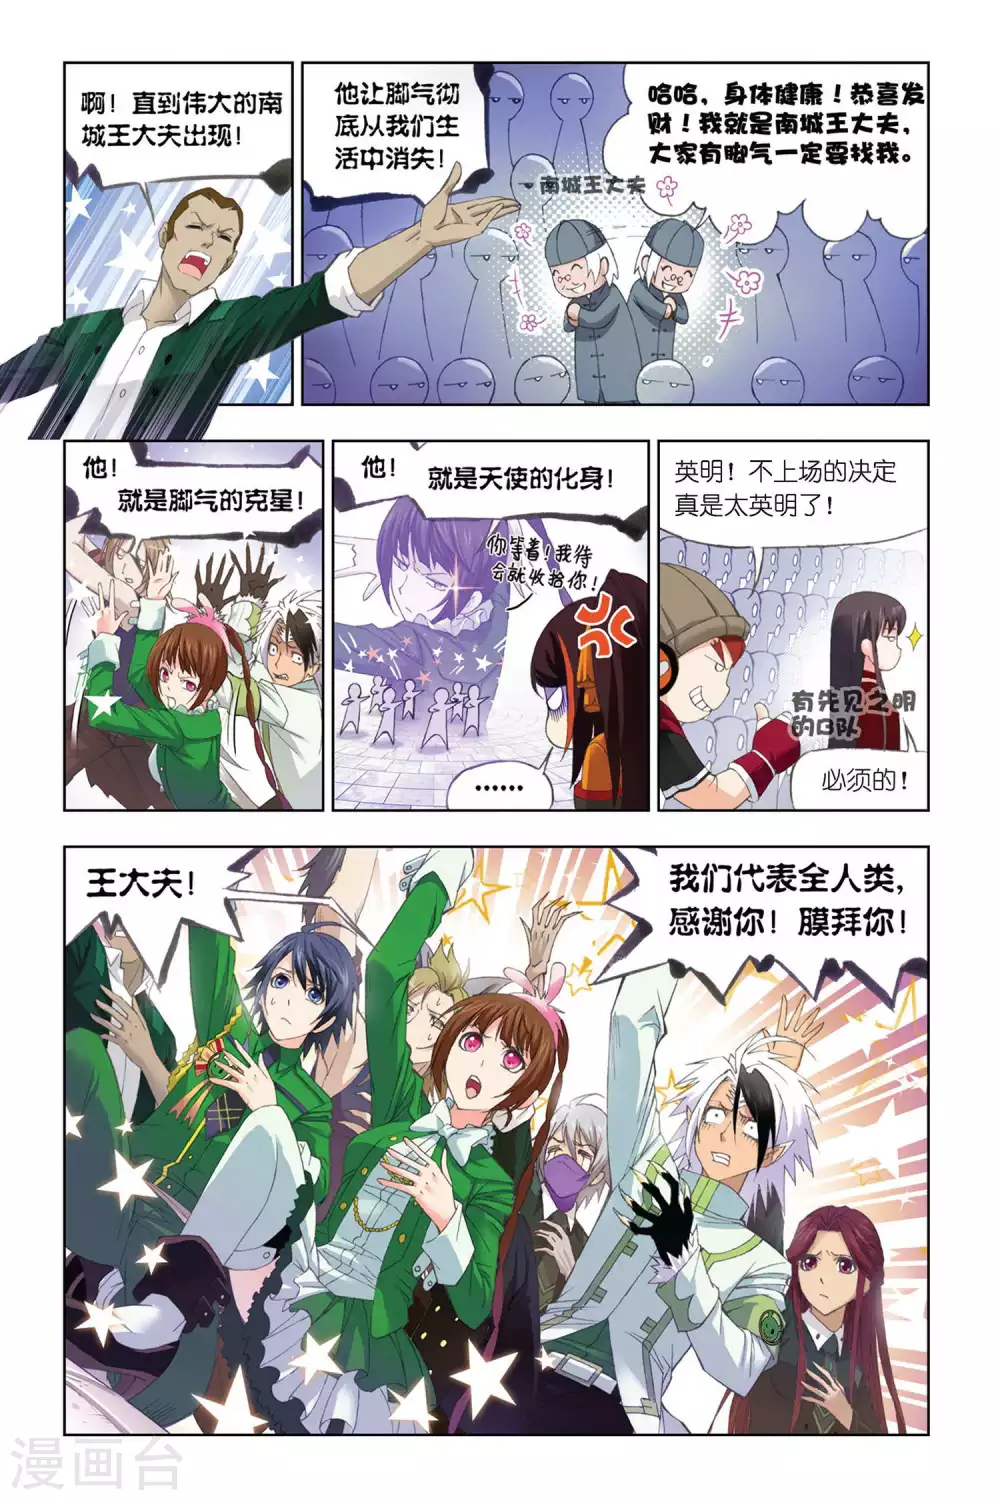 啊！直到伟大的南
城王大夫出现！
他让脚气彻
底从我们生
活中消失！
哈哈，身体健康！恭喜发
财！我就是南城王大夫，
大家有脚气一定要找我。
南城王大夫
他！
就是脚气的克星！
他！
就是天使的化身！
你等着！我待
会就收拾你！
……
英明！不上场的决定
真是太英明了！
有先见之明
的B队
必须的！
王大夫！
我们代表全人类，
感谢你！膜拜你！
漫画台